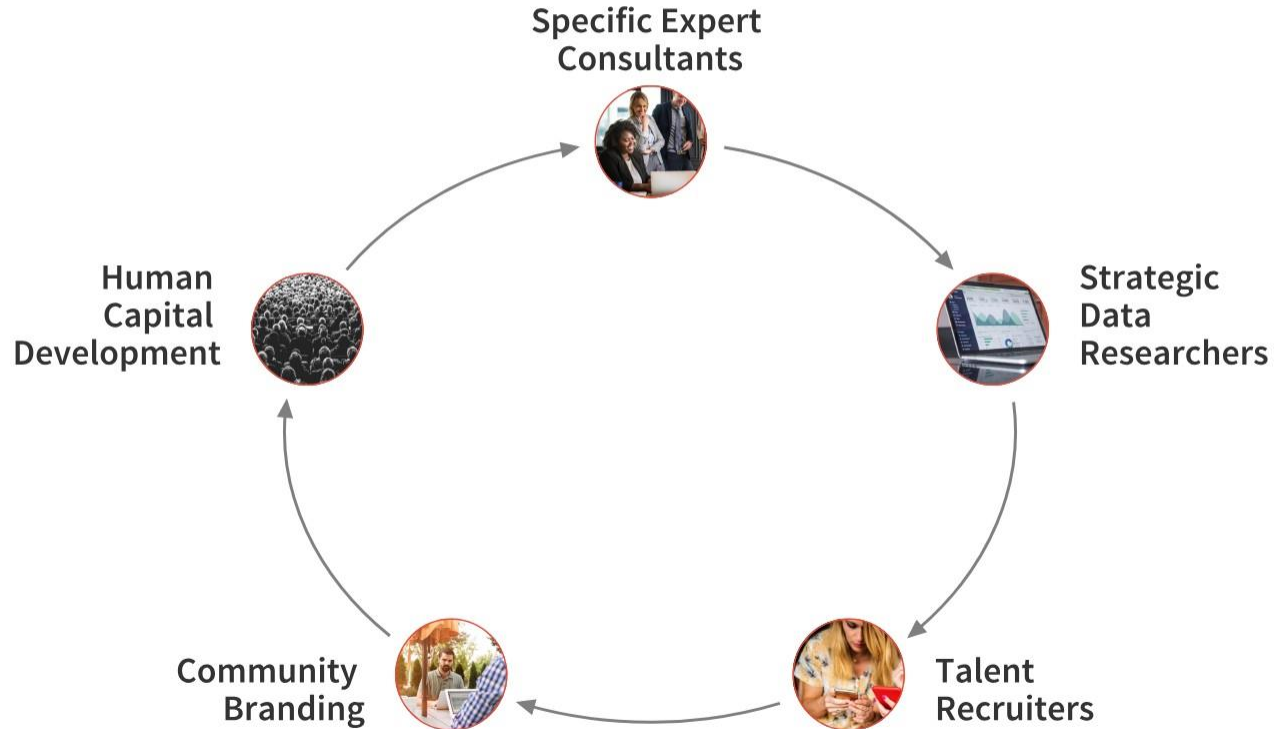 Specific Expert
Consultants
Human
Capital
Development
Strategic
Data
Researchers
Community
Branding
Talent
Recruiters